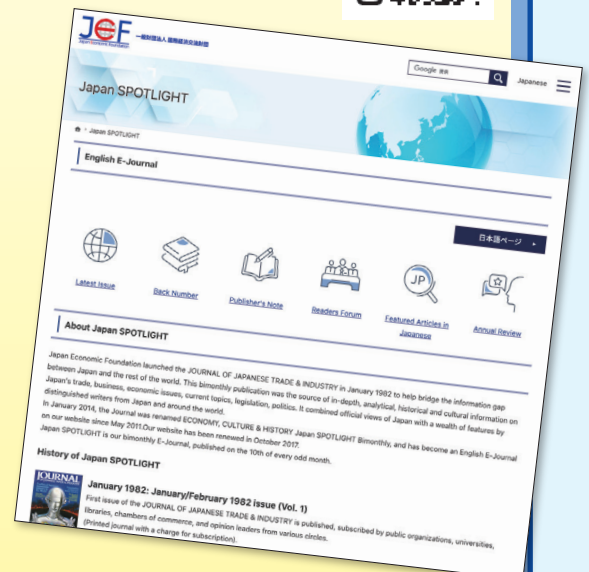 JEF
Japan Economic Foundation
一般財団法人 国際経済交流財団
Google 検索
Japanese
Japan SPOTLIGHT
Japan SPOTLIGHT
English E-Journal
日本語ページ
Latest Issue
Back Number
Publisher's Note
Readers Forum
JP
Featured Articles in
Japanese
Annual Review
About Japan SPOTLIGHT
Japan Economic Foundation launched the JOURNAL OF JAPANESE TRADE & INDUSTRY in January 1982 to help bridge the information gap
between Japan and the rest of the world. This bimonthly publication was the source of in-depth, analytical, historical and cultural information on
Japan's trade, business, economic issues, current topics, legislation, politics. It combined official views of Japan with a wealth of features by
distinguished writers from Japan and around the world.
In January 2014, the Journal was renamed ECONOMY, CULTURE & HISTORY Japan SPOTLIGHT Bimonthly, and has become an English E-Journal
on our website since May 2011.Our website has been renewed in October 2017.
Japan SPOTLIGHT is our bimonthly E-Journal, published on the 10th of every odd month.
History of Japan SPOTLIGHT
JOURNAL
January 1982: January/February 1982 issue (Vol. 1)
First issue of the JOURNAL OF JAPANESE TRADE & INDUSTRY is published, subscribed by public organizations, universities,
libraries, chambers of commerce, and opinion leaders from various circles.
(Printed journal with a charge for subscription).